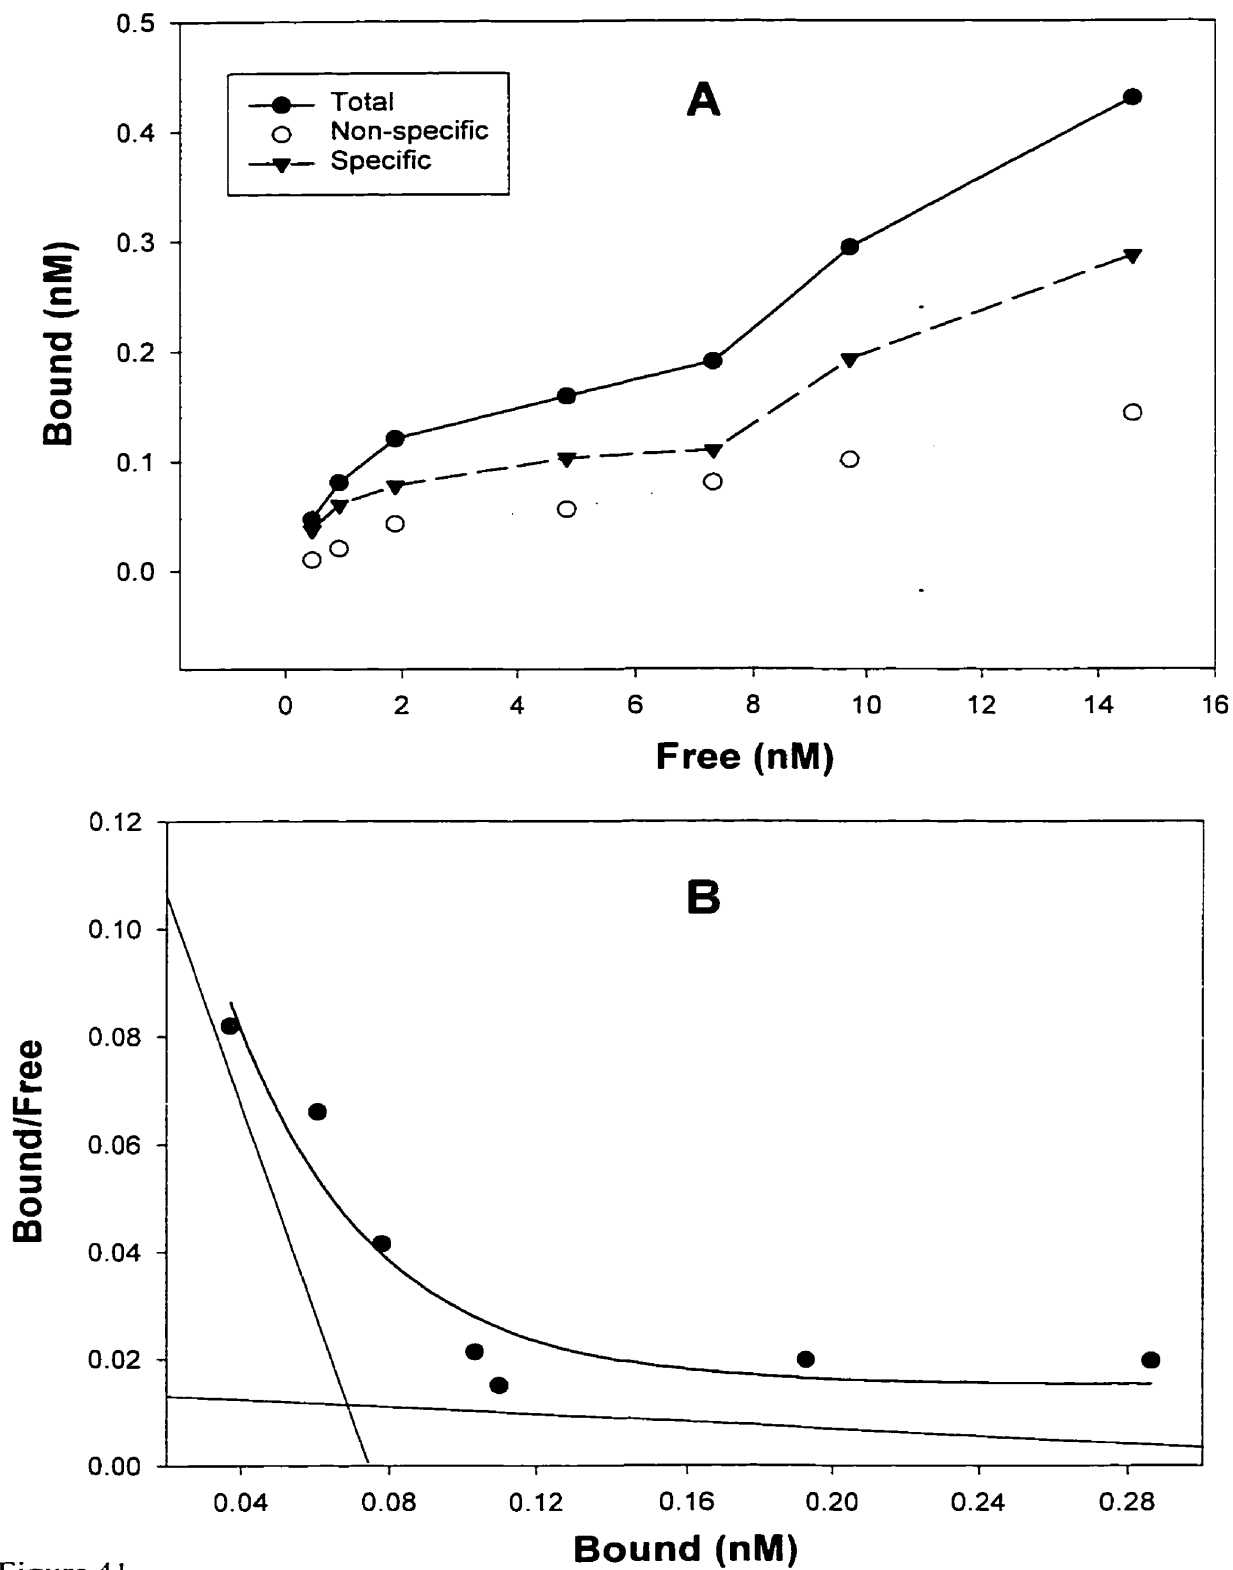 0.5
0.4
0.3
0.2
0.1
0.0
Bound (nM)
Total
Non-specific
Specific
A
0 2 4 6 8 10 12 14 16
Free (nM)
0.12
0.10
0.08
0.06
0.04
0.02
0.00
Bound/Free
B
0.04 0.08 0.12 0.16 0.20 0.24 0.28
Bound (nM)
Figure 41